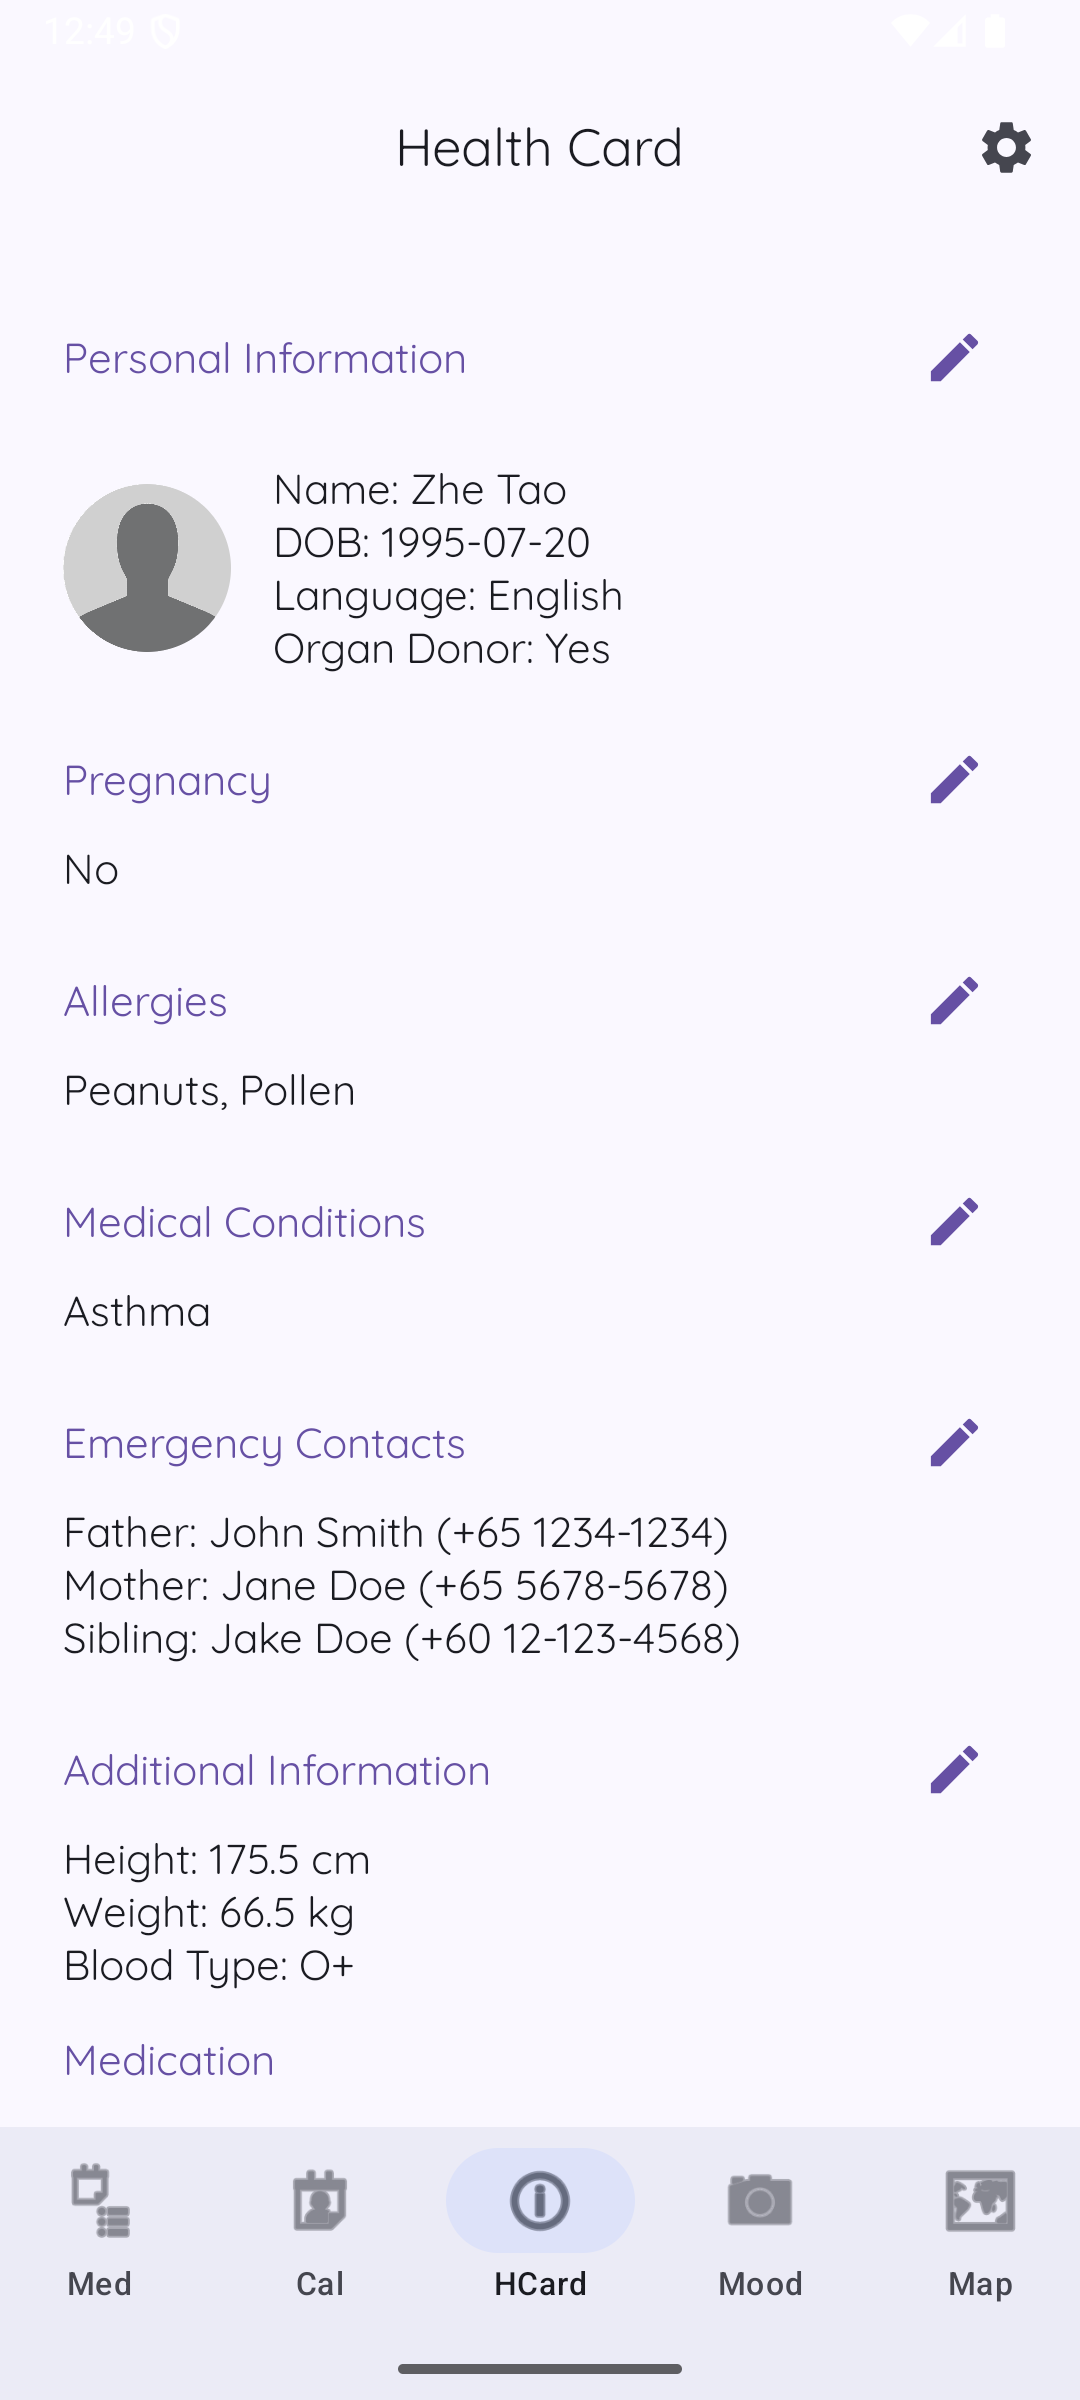 12:49
Health Card
Personal Information
Name: Zhe Tao
DOB: 1995-07-20
Language: English
Organ Donor: Yes
Pregnancy
No
Allergies
Peanuts, Pollen
Medical Conditions
Asthma
Emergency Contacts
Father: John Smith (+65 1234-1234)
Mother: Jane Doe (+65 5678-5678)
Sibling: Jake Doe (+60 12-123-4568)
Additional Information
Height: 175.5 cm
Weight: 66.5 kg
Blood Type: O+
Medication
Med Cal HCard Mood Map